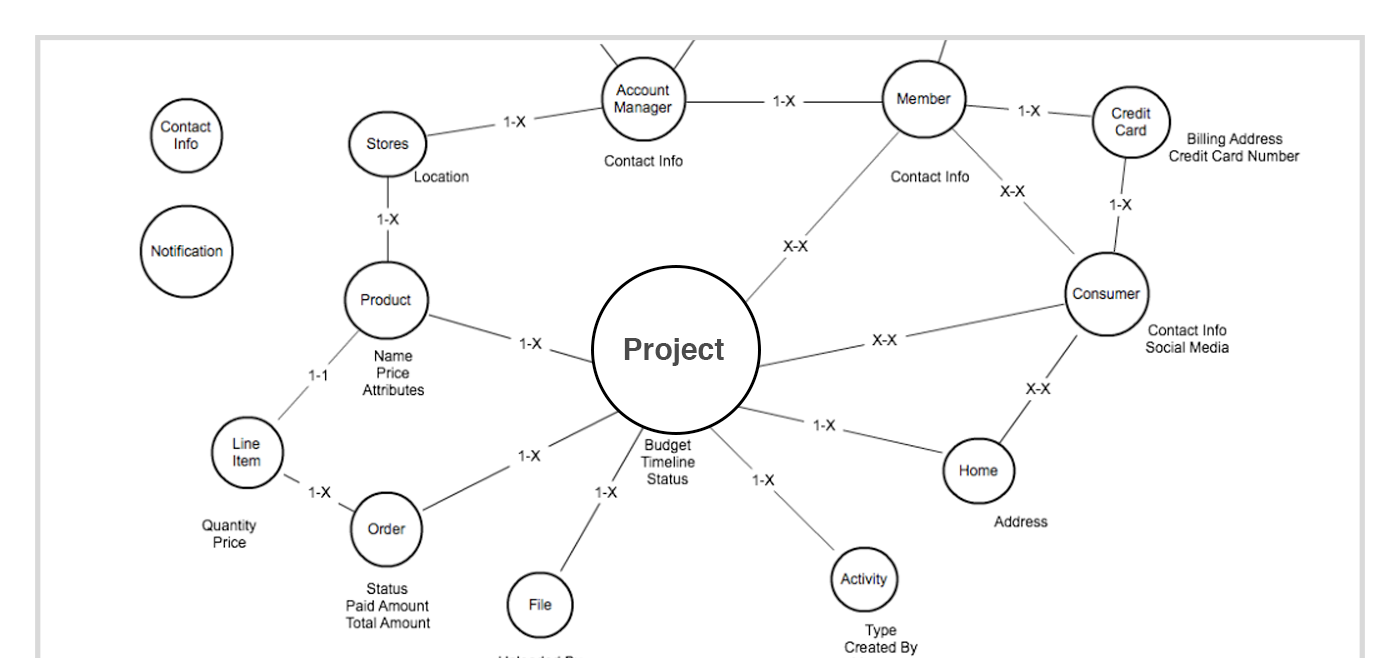 Account
Manager
1-X
Member
1-X
Credit
Card
Contact
Info
Stores
1-X
Contact Info
Billing Address
Credit Card Number
Location
Contact Info
X-X
1-X
1-X
X-X
Notification
Product
Consumer
1-X
Project
X-X
Contact Info
Social Media
Name
Price
Attributes
1-1
X-X
1-X
Line
Item
1-X
Budget
Timeline
Status
Home
1-X
1-X
1-X
Quantity
Price
Order
Address
Status
Paid Amount
Total Amount
File
Activity
Type
Created By